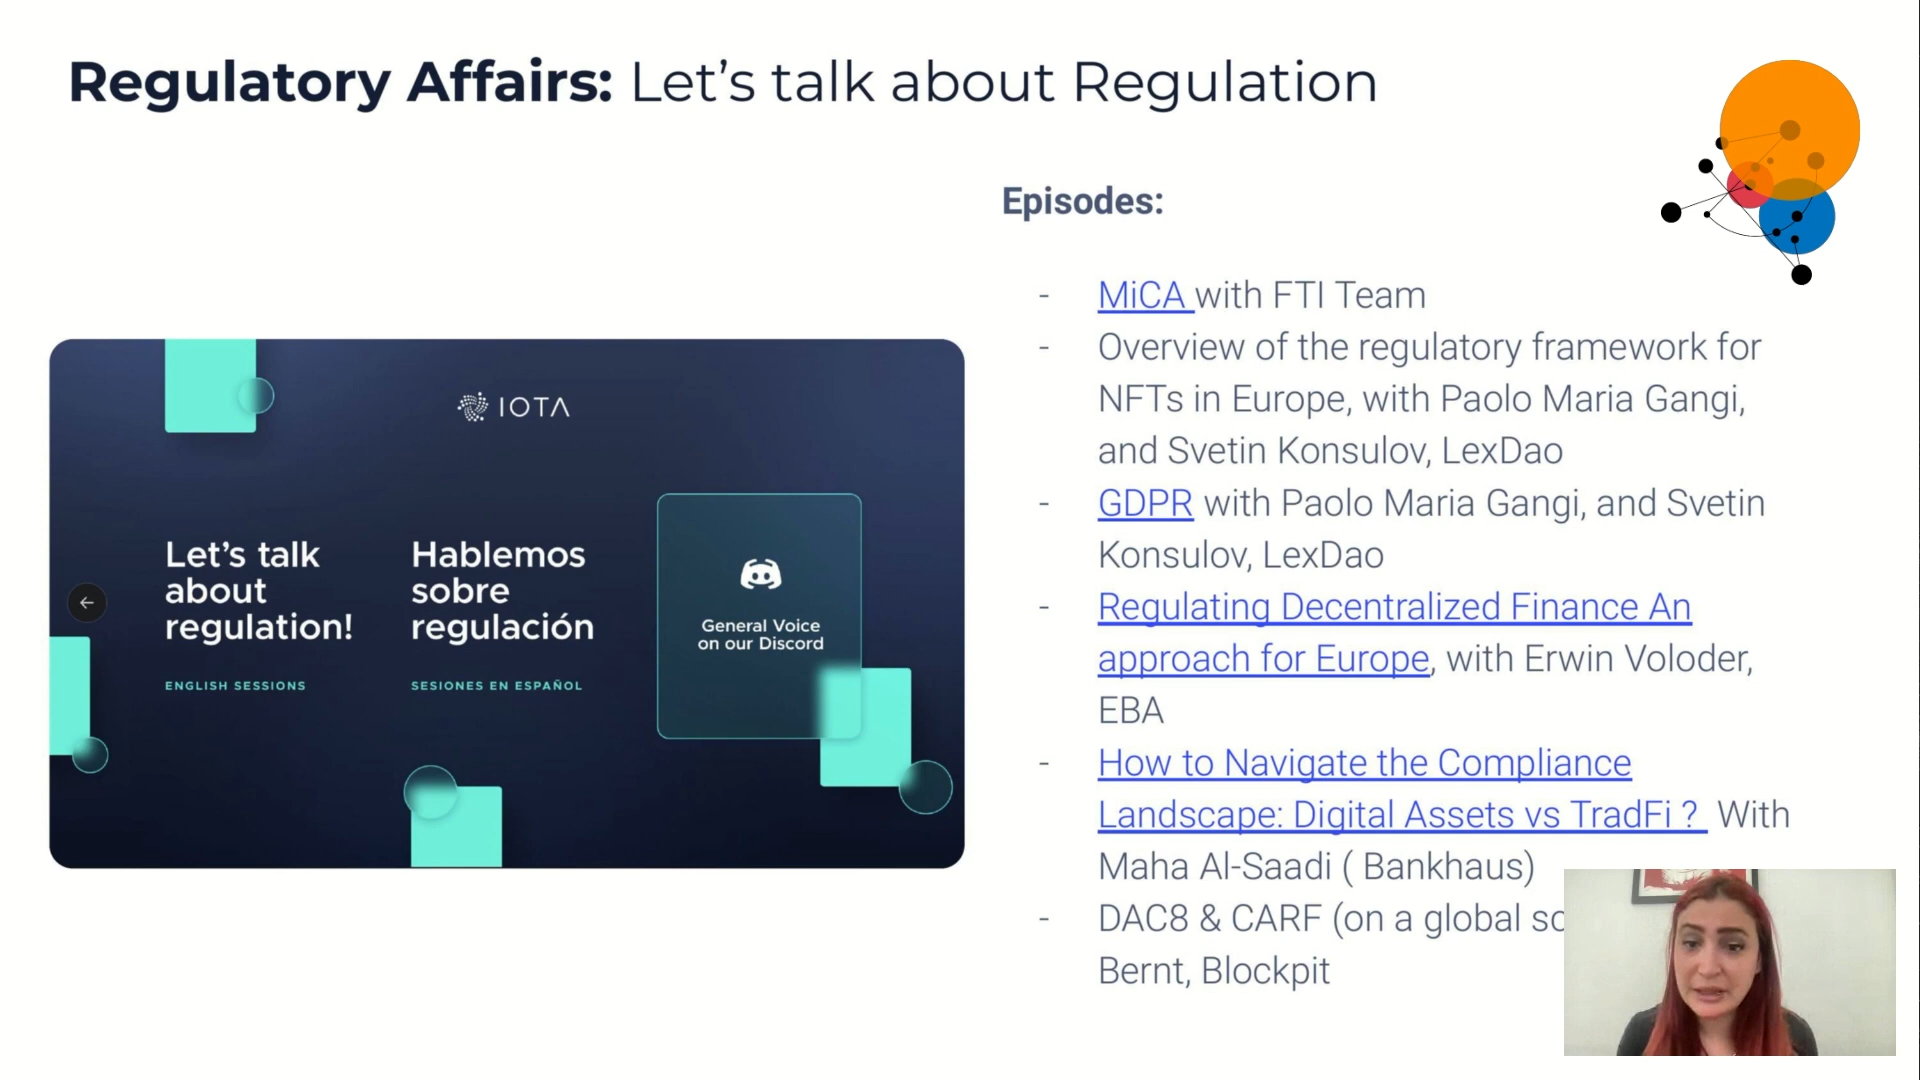 Regulatory Affairs: Let's talk about Regulation
Episodes:
- MiCA with FTI Team
- Overview of the regulatory framework for
NFTs in Europe, with Paolo Maria Gangi,
and Svetin Konsulov, LexDao
- GDPR with Paolo Maria Gangi, and Svetin
Konsulov, LexDao
- Regulating Decentralized Finance An
approach for Europe, with Erwin Voloder,
EBA
- How to Navigate the Compliance
Landscape: Digital Assets vs TradFi ? With
Maha Al-Saadi ( Bankhaus)
- DAC8 & CARF (on a global
Bernt, Blockpit
IOTA
Let's talk
about
regulation!
ENGLISH SESSIONS
Hablemos
sobre
regulación
SESIONES EN ESPAÑOL
General Voice
on our Discord